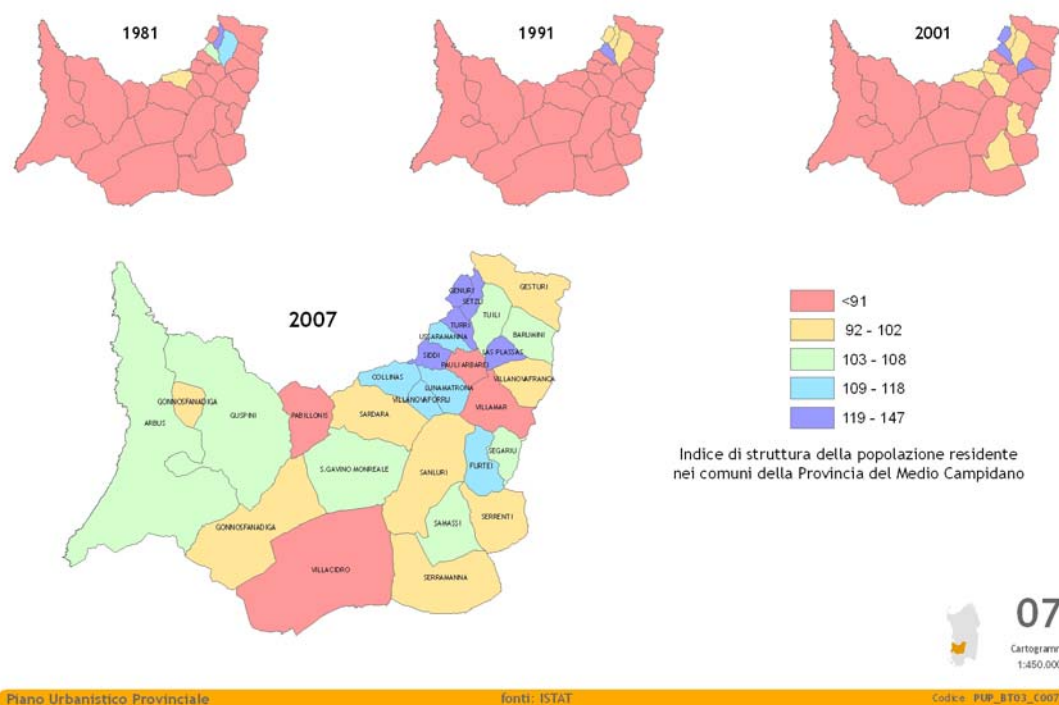 1981
1991
2001
2007
GENURI
SETZU
GESTURI
TUILI
TURRI
USSARAMANNA
BARUMINI
SIDDI
LAS PLASSAS
PAULI ARBAREI
COLLINAS
VILLANOVAFRANCA
LUNAMATRONA
VILLANOVAFORRU
GONNOSFANADIGA
ARBUS
GUSPINI
PABILLONIS
SARDARA
VILLAMAR
SEGARIU
FURTEI
S.GAVINO MONREALE
SANLURI
SAMASSI
SERRENTI
GONNOSFANADIGA
VILLACIDRO
SERRAMANNA
<91
92 - 102
103 - 108
109 - 118
119 - 147
Indice di struttura della popolazione residente
nei comuni della Provincia del Medio Campidano
07
Cartogramm
1:450.000
Piano Urbanistico Provinciale
fonti: ISTAT
Codice PUP_BT03_C007